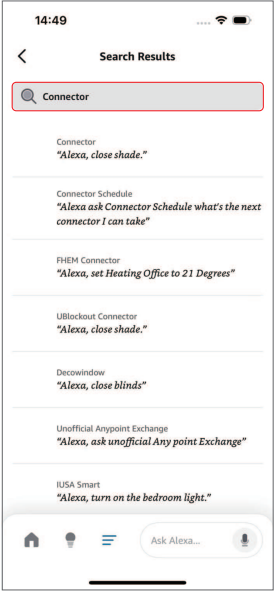 14:49
Search Results
Connector
Connector
“Alexa, close shade.”
Connector Schedule
“Alexa ask Connector Schedule what's the next
connector I can take”
FHEM Connector
“Alexa, set Heating Office to 21 Degrees”
UBlockout Connector
“Alexa, close shade.”
Decowindow
“Alexa, close blinds”
Unofficial Anypoint Exchange
“Alexa, ask unofficial Any point Exchange”
IUSA Smart
“Alexa, turn on the bedroom light.”
Ask Alexa...